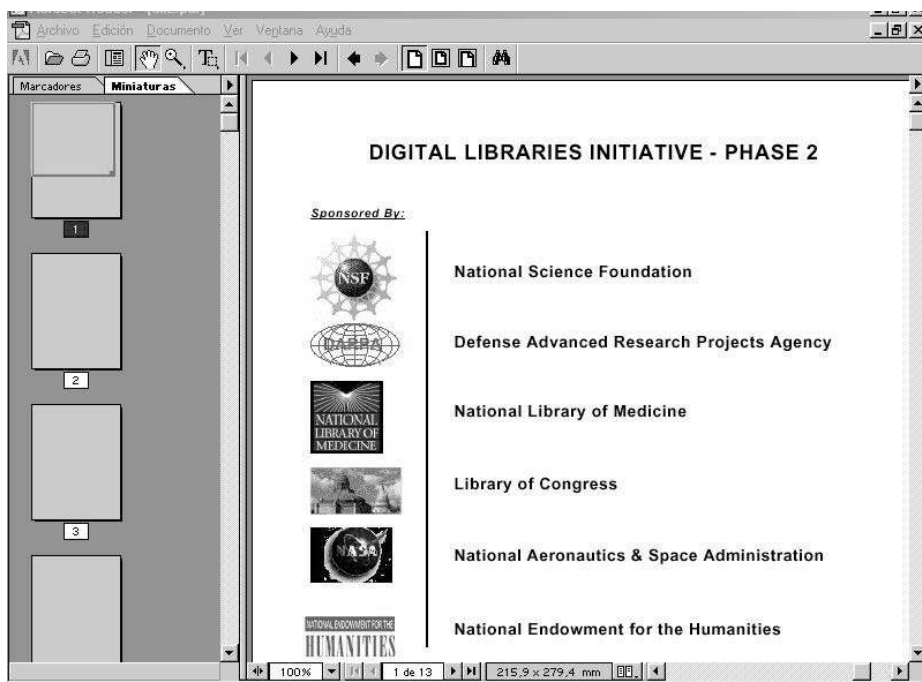 Archivo Edición Documento Ver Ventana Ayuda
Marcadores Miniaturas
1
2
3
DIGITAL LIBRARIES INITIATIVE - PHASE 2
Sponsored By:
NSF
National Science Foundation
DARPA
Defense Advanced Research Projects Agency
NATIONAL
LIBRARY OF
MEDICINE
National Library of Medicine
Library of Congress
NASA
National Aeronautics & Space Administration
NATIONAL ENDOWMENT FOR THE
HUMANITIES
National Endowment for the Humanities
100% 1 de 13 215,9 x 279,4 mm